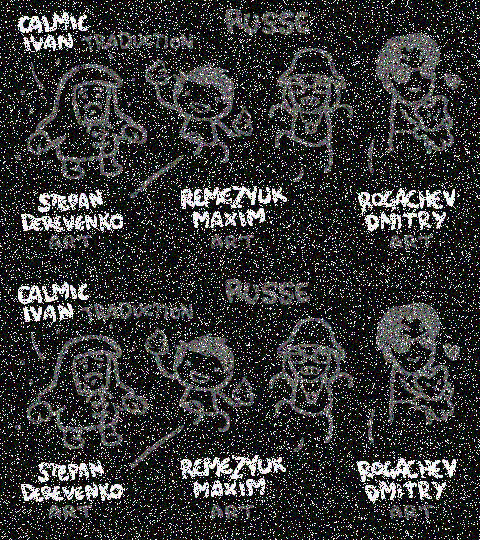 RUSSE
CALMIC
IVAN TRADUCTION
STEPAN
DEREVENKO
ART
REMEZYUK
MAXIM
ART
ROGACHEV
DMITRY
ART
RUSSE
CALMIC
IVAN TRADUCTION
STEPAN
DEREVENKO
ART
REMEZYUK
MAXIM
ART
ROGACHEV
DMITRY
ART